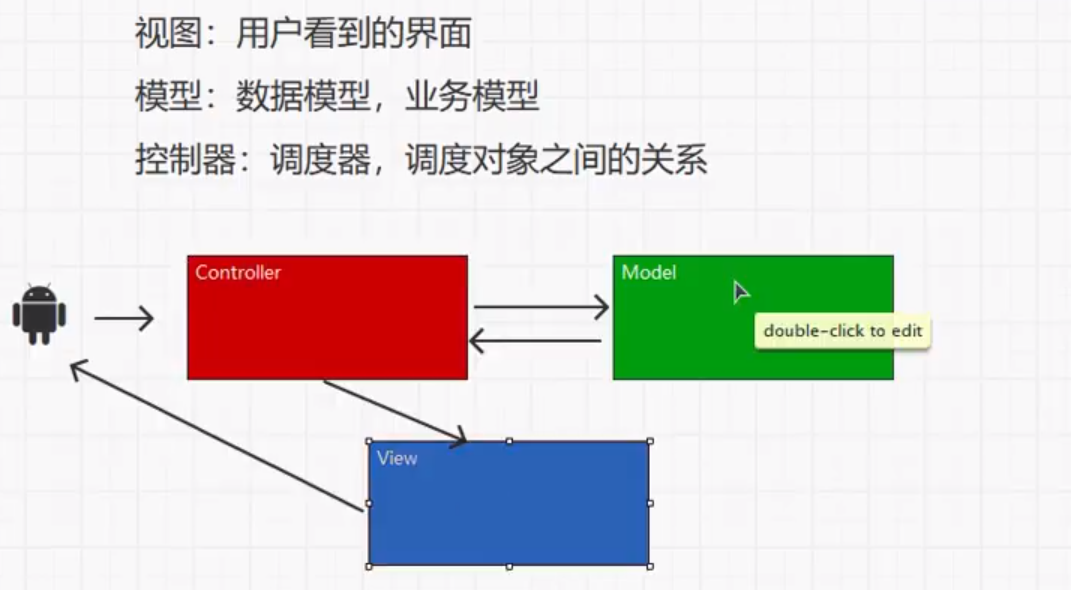 视图：用户看到的界面
模型：数据模型，业务模型
控制器：调度器，调度对象之间的关系
Controller
Model
double-click to edit
View